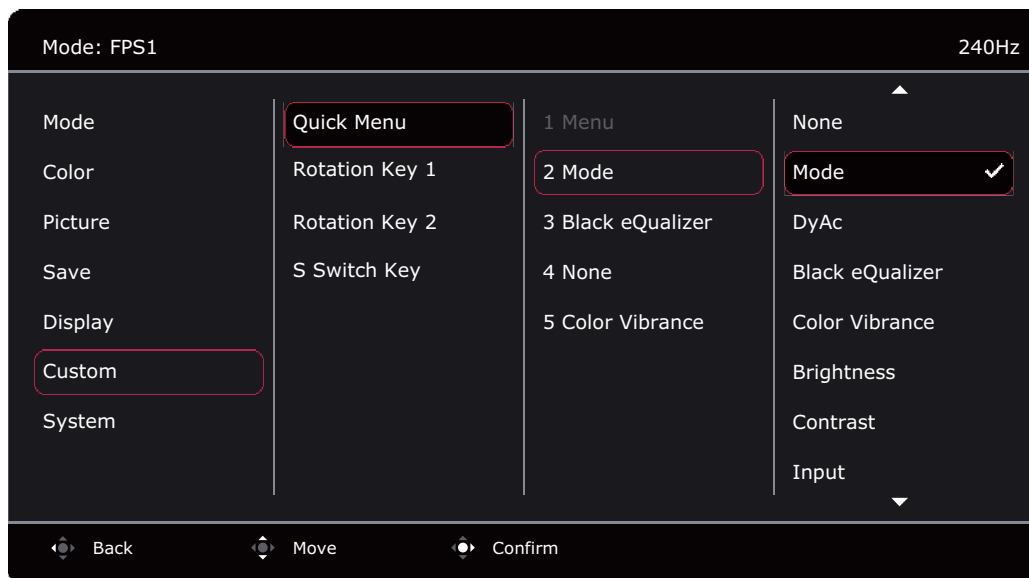 Mode: FPS1
240Hz
Mode
Color
Picture
Save
Display
Custom
System
Quick Menu
Rotation Key 1
Rotation Key 2
S Switch Key
1 Menu
2 Mode
3 Black eQualizer
4 None
5 Color Vibrance
None
Mode
DyAc
Black eQualizer
Color Vibrance
Brightness
Contrast
Input
Back
Move
Confirm